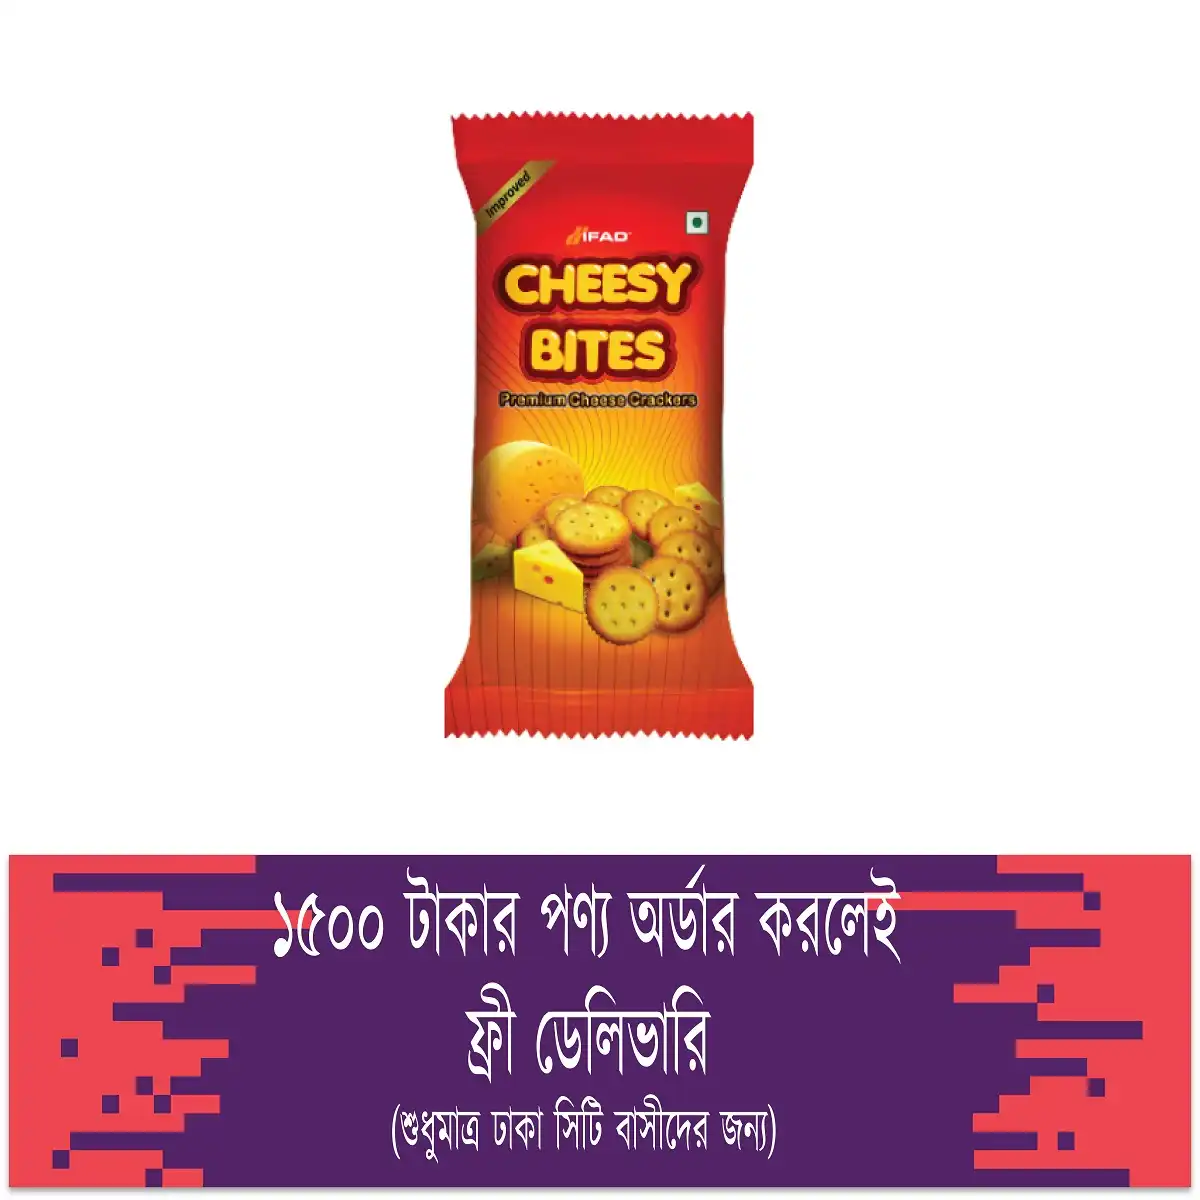 Improved
IFAD
CHEESY
BITES
Premium Cheese Crackers
১৫০০ টাকার পণ্য অর্ডার করলেই
ফ্রী ডেলিভারি
(শুধুমাত্র ঢাকা সিটি বাসীদের জন্য)